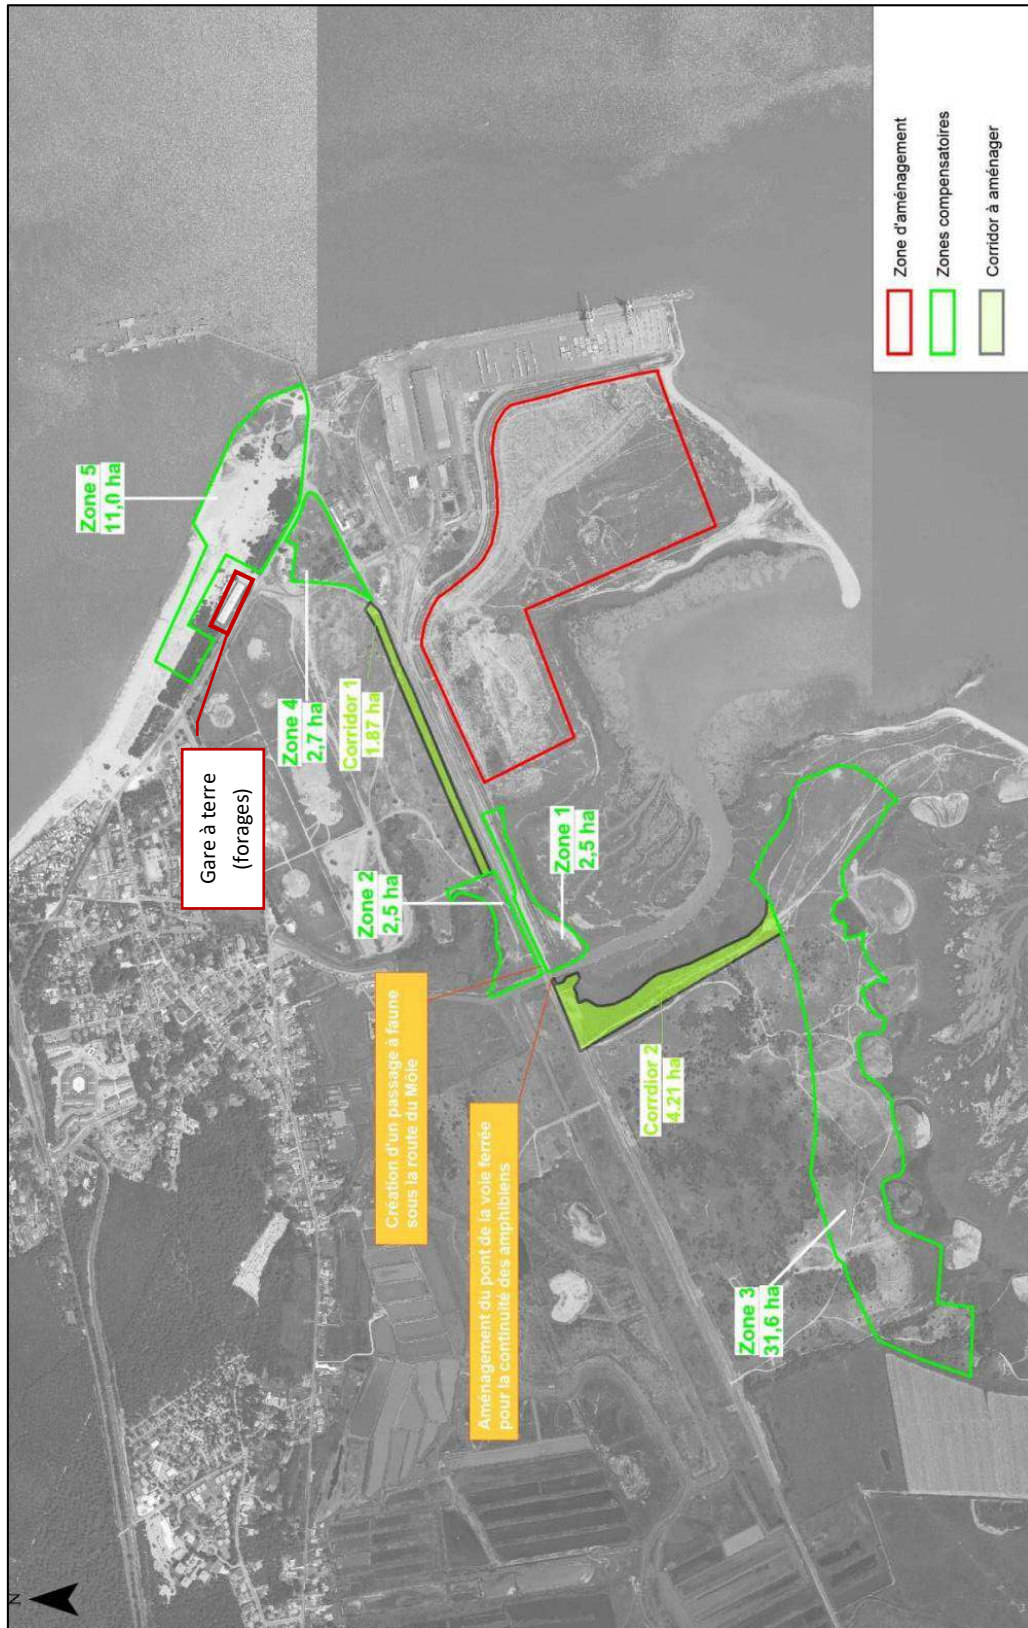 N
Zone 5
11,0 ha
Gare à terre
(forages)
Zone 4
2,7 ha
Corridor 1
1.87 ha
Zone 2
2,5 ha
Zone 1
2,5 ha
Création d'un passage à faune
sous la route du Môle
Aménagement du pont de la voie ferrée
pour la continuité des amphibiens
Corrdior 2
4.21 ha
Zone 3
31,6 ha
Zone d'aménagement
Zones compensatoires
Corridor à aménager